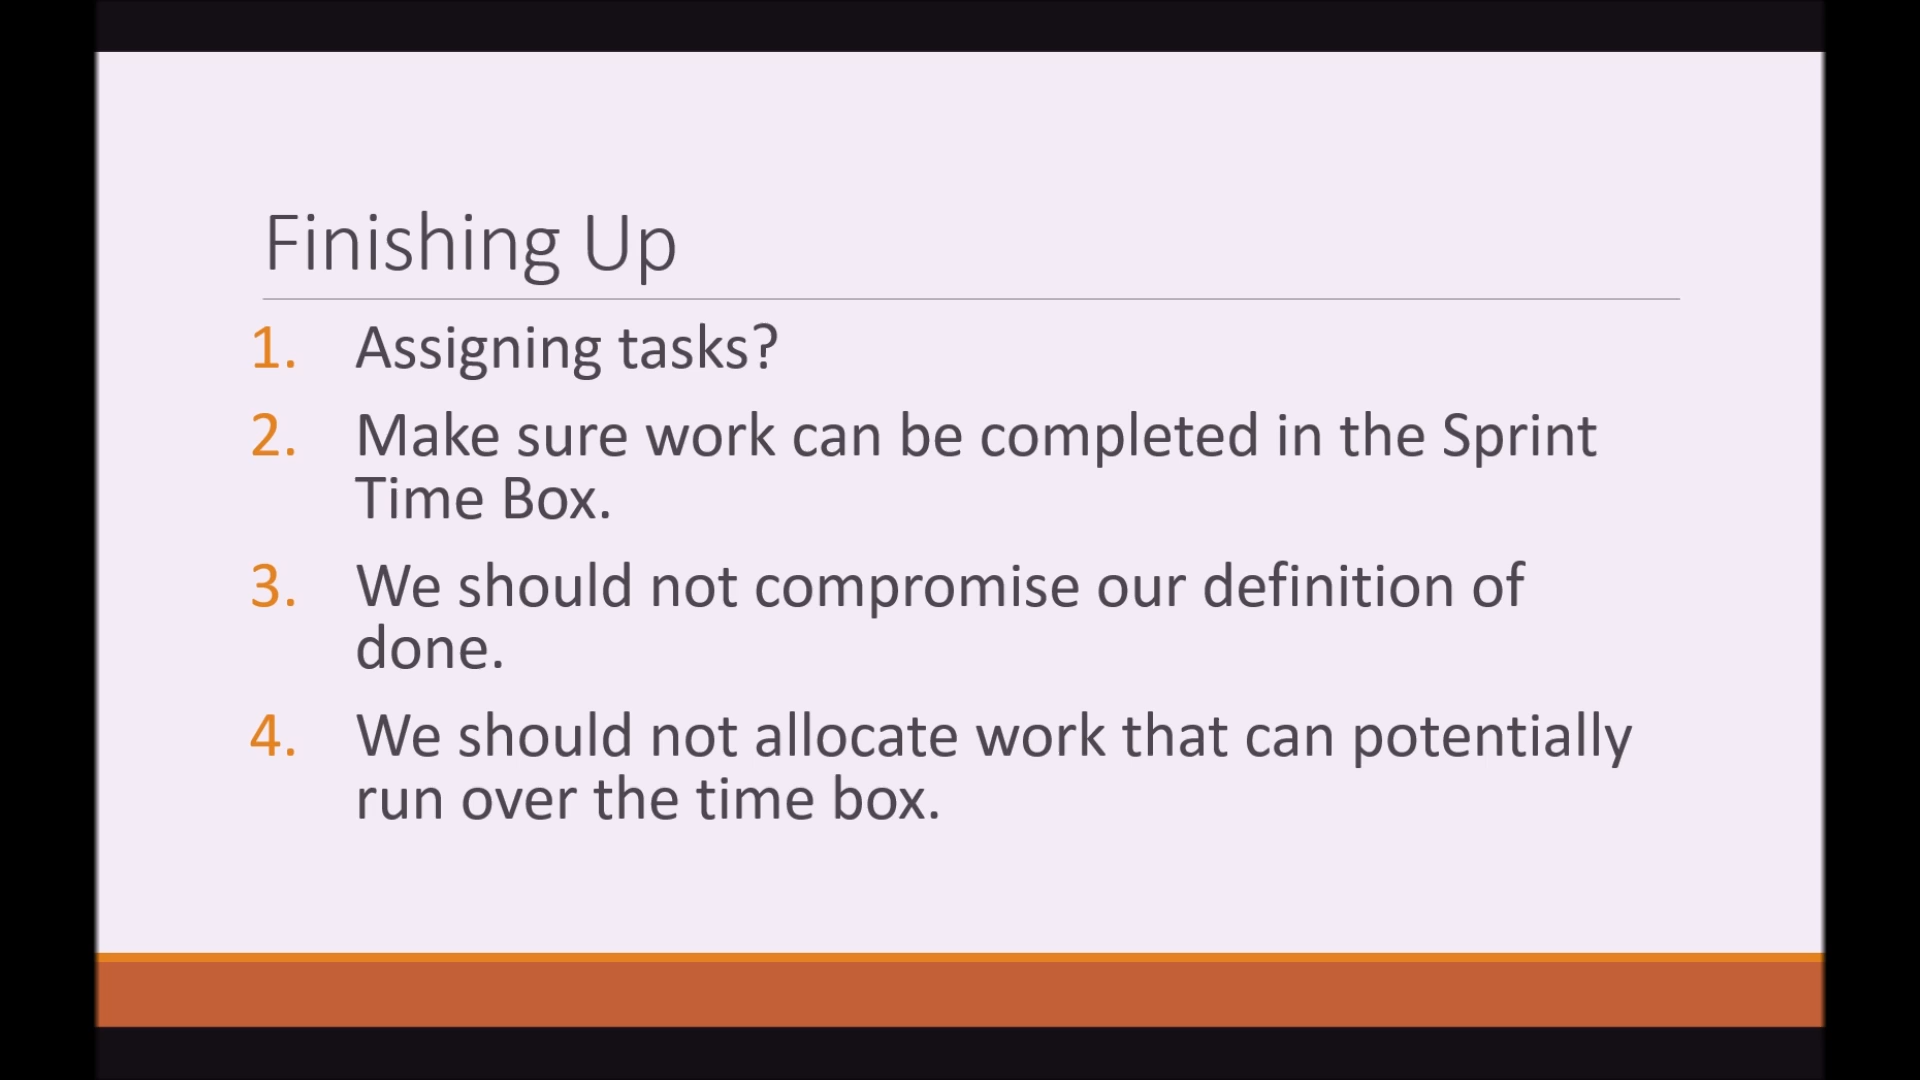 Finishing Up
1. Assigning tasks?
2. Make sure work can be completed in the Sprint
Time Box.
3. We should not compromise our definition of
done.
4. We should not allocate work that can potentially
run over the time box.